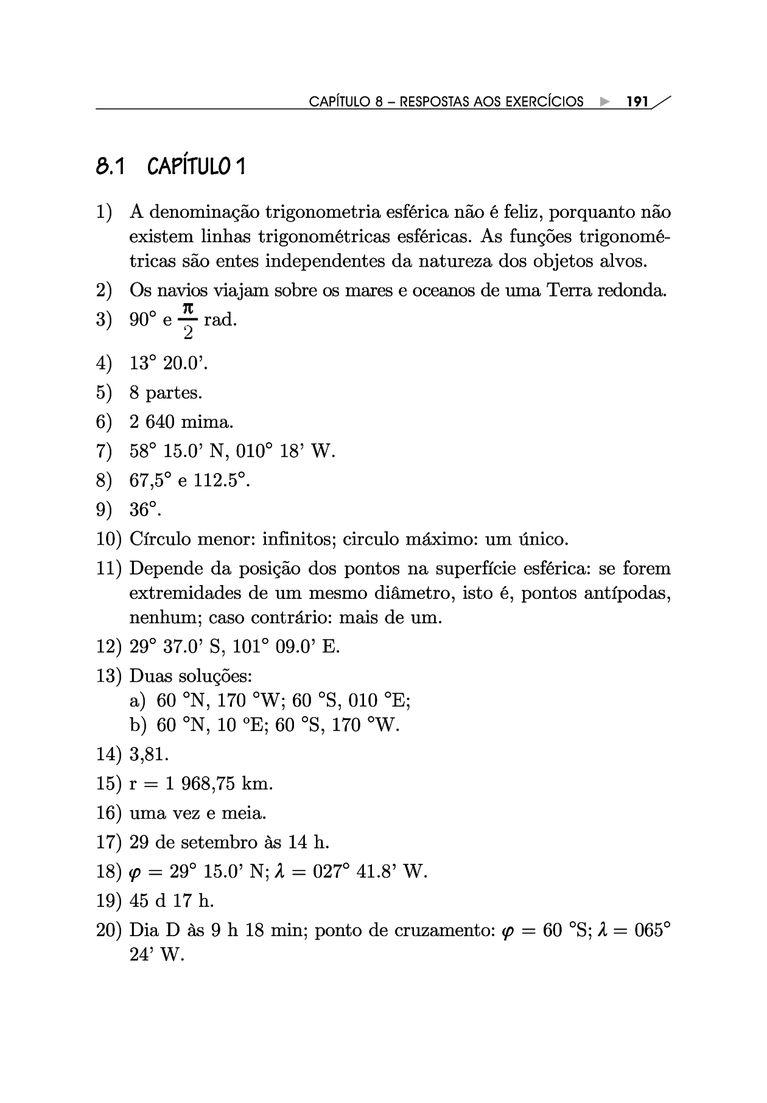 CAPÍTULO 8 – RESPOSTAS AOS EXERCÍCIOS ▶ 191
8.1 CAPÍTULO 1
1) A denominação trigonometria esférica não é feliz, porquanto não
existem linhas trigonométricas esféricas. As funções trigonomé-
tricas são entes independentes da natureza dos objetos alvos.
2) Os navios viajam sobre os mares e oceanos de uma Terra redonda.
3) 90° e π/2 rad.
4) 13° 20.0’.
5) 8 partes.
6) 2 640 mima.
7) 58° 15.0’ N, 010° 18’ W.
8) 67,5° e 112.5°.
9) 36°.
10) Círculo menor: infinitos; circulo máximo: um único.
11) Depende da posição dos pontos na superfície esférica: se forem
extremidades de um mesmo diâmetro, isto é, pontos antípodas,
nenhum; caso contrário: mais de um.
12) 29° 37.0’ S, 101° 09.0’ E.
13) Duas soluções:
a) 60 °N, 170 °W; 60 °S, 010 °E;
b) 60 °N, 10 ºE; 60 °S, 170 °W.
14) 3,81.
15) r = 1 968,75 km.
16) uma vez e meia.
17) 29 de setembro às 14 h.
18) φ = 29° 15.0’ N; λ = 027° 41.8’ W.
19) 45 d 17 h.
20) Dia D às 9 h 18 min; ponto de cruzamento: φ = 60 °S; λ = 065°
24’ W.